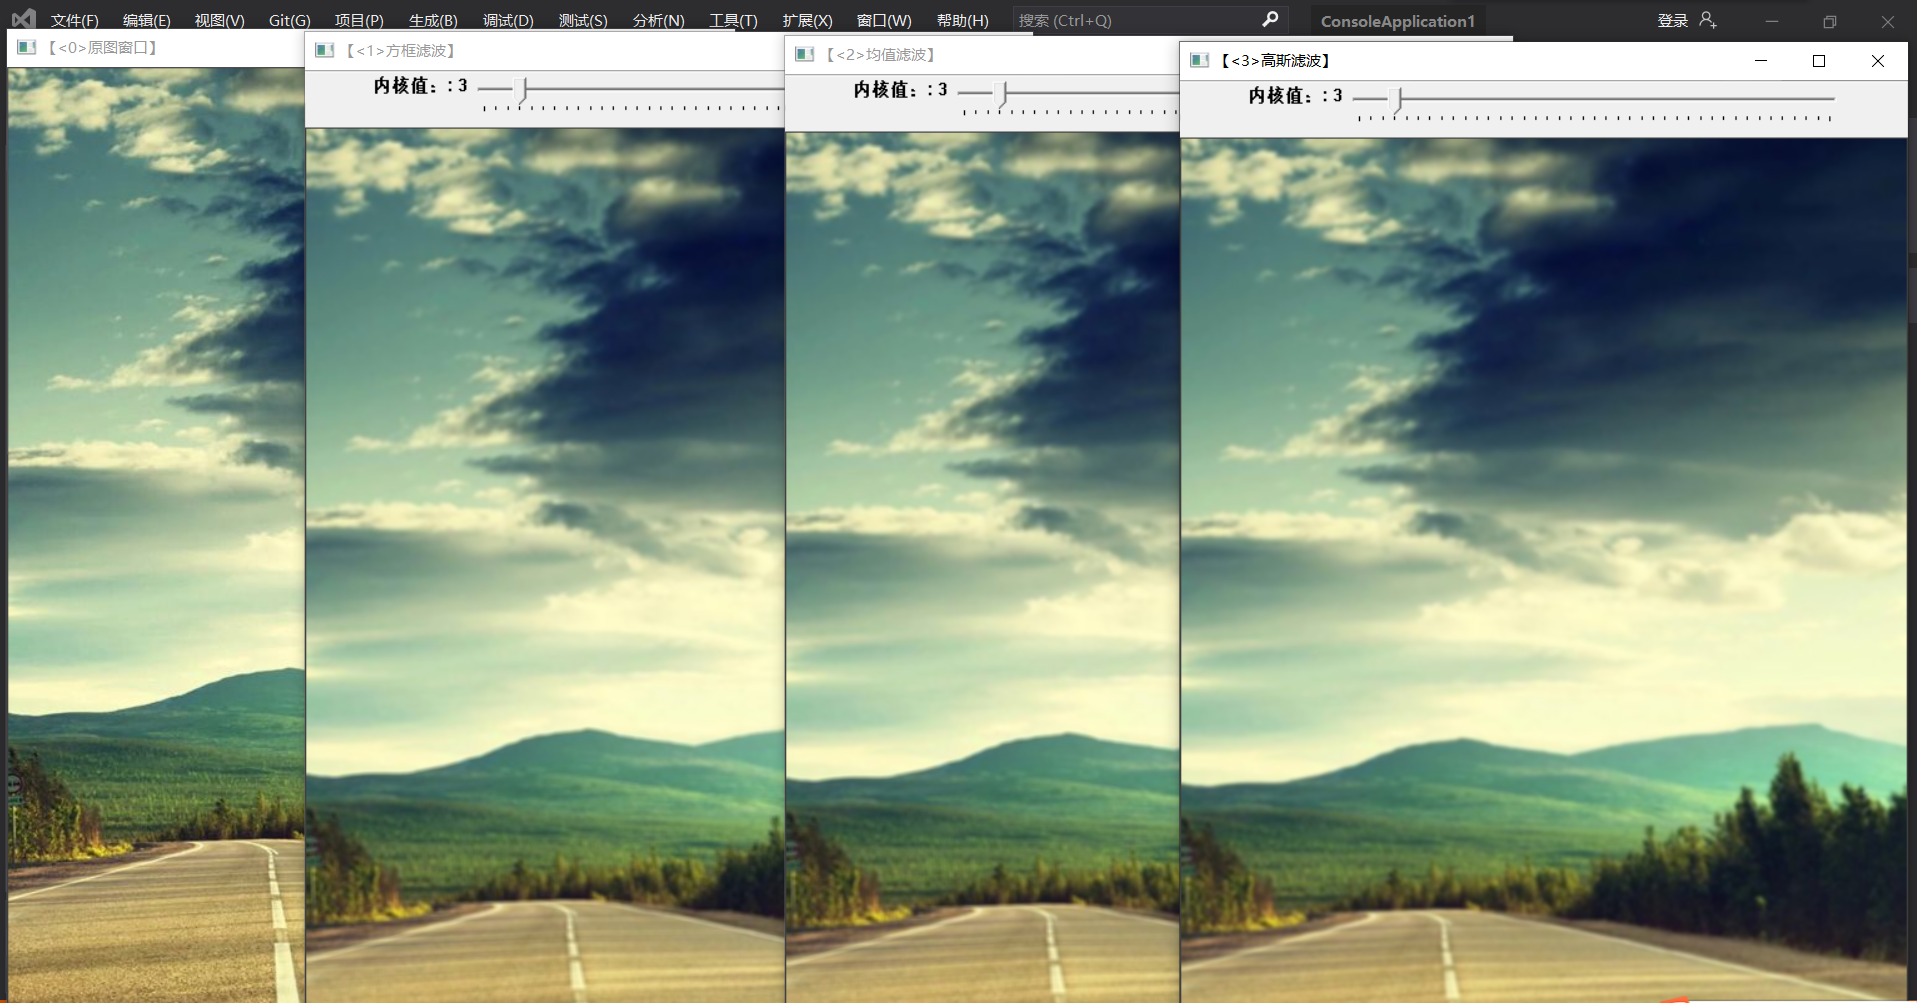 文件(F) 编辑(E) 视图(V) Git(G) 项目(P) 生成(B) 调试(D) 测试(S) 分析(N) 工具(T) 扩展(X) 窗口(W) 帮助(H) 搜索 (Ctrl+Q) ConsoleApplication1 登录
【<0>原图窗口】
【<1>方框滤波】
内核值：: 3
【<2>均值滤波】
内核值：: 3
【<3>高斯滤波】
内核值：: 3